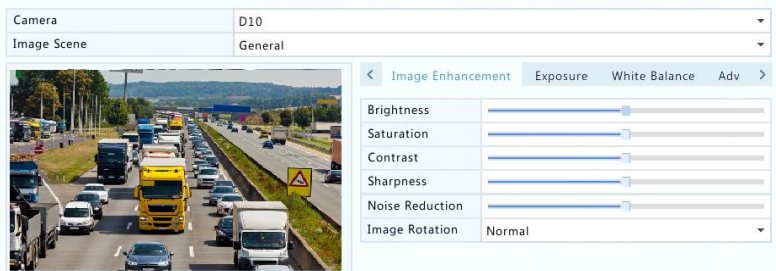 Camera D10
Image Scene General
Image Enhancement Exposure White Balance Adv
Brightness
Saturation
Contrast
Sharpness
Noise Reduction
Image Rotation Normal